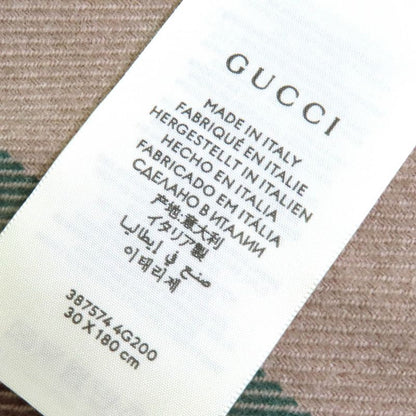 GUCCI
MADE IN ITALY
FABRIQUÉ EN ITALIE
HERGESTELLT IN ITALIEN
HECHO EN ITALIA
FABRICADO EM ITÁLIA
СДЕЛАНО В ИТАЛИИ
产地:意大利
イタリア製
صنع في إيطاليا
이태리제
387574 4G200
30 X 180 cm